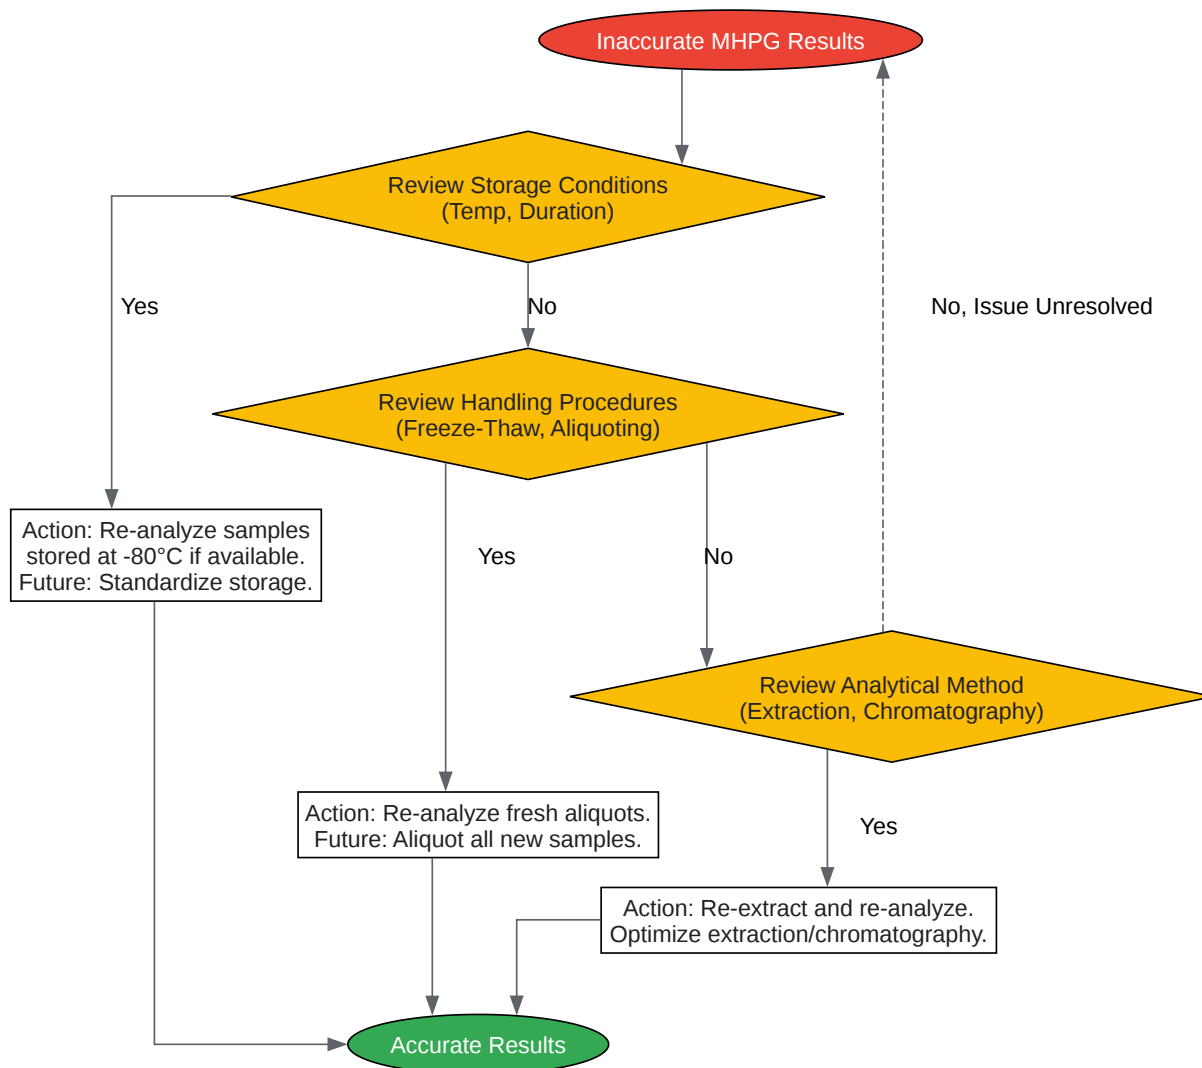 Inaccurate MHPG Results
Review Storage Conditions
(Temp, Duration)
Yes
No
No, Issue Unresolved
Review Handling Procedures
(Freeze-Thaw, Aliquoting)
Action: Re-analyze samples
stored at -80°C if available.
Future: Standardize storage.
Yes
No
Review Analytical Method
(Extraction, Chromatography)
Action: Re-analyze fresh aliquots.
Future: Aliquot all new samples.
Yes
Action: Re-extract and re-analyze.
Optimize extraction/chromatography.
Accurate Results